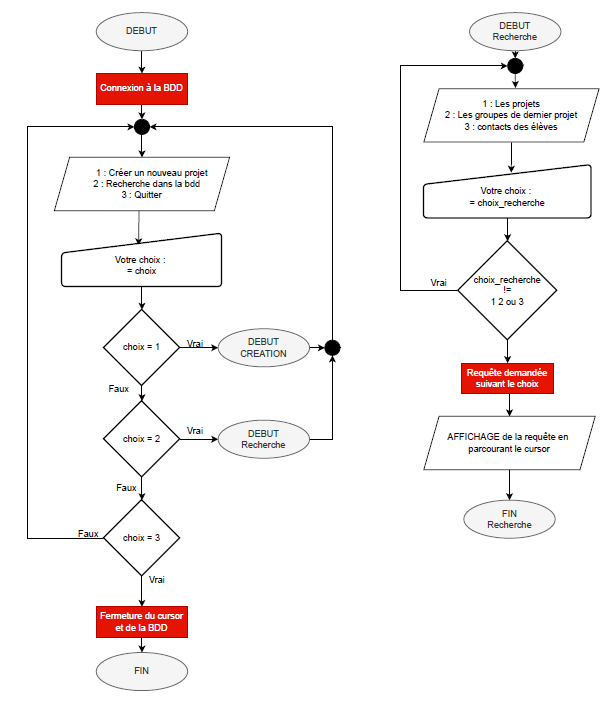 DEBUT
Connexion à la BDD
1 : Créer un nouveau projet
2 : Recherche dans la bdd
3 : Quitter
Votre choix :
= choix
choix = 1
Vrai
DEBUT
CREATION
Faux
choix = 2
Vrai
DEBUT
Recherche
Faux
choix = 3
Faux
Vrai
Fermeture du cursor
et de la BDD
FIN
DEBUT
Recherche
1 : Les projets
2 : Les groupes de dernier projet
3 : contacts des élèves
Votre choix :
= choix_recherche
Vrai
choix_recherche
!=
1 2 ou 3
Requête demandée
suivant le choix
AFFICHAGE de la requête en
parcourant le cursor
FIN
Recherche